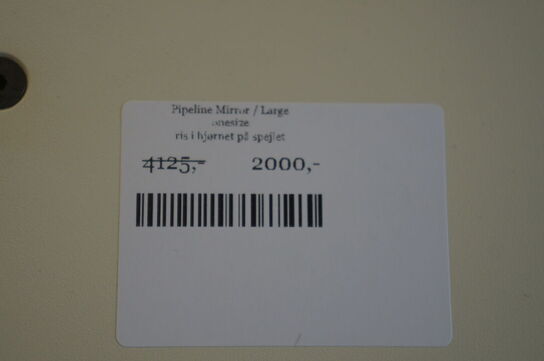 Pipeline Mirror / Large
onesize
ris i hjørnet på spejlet
4125,- 2000,-